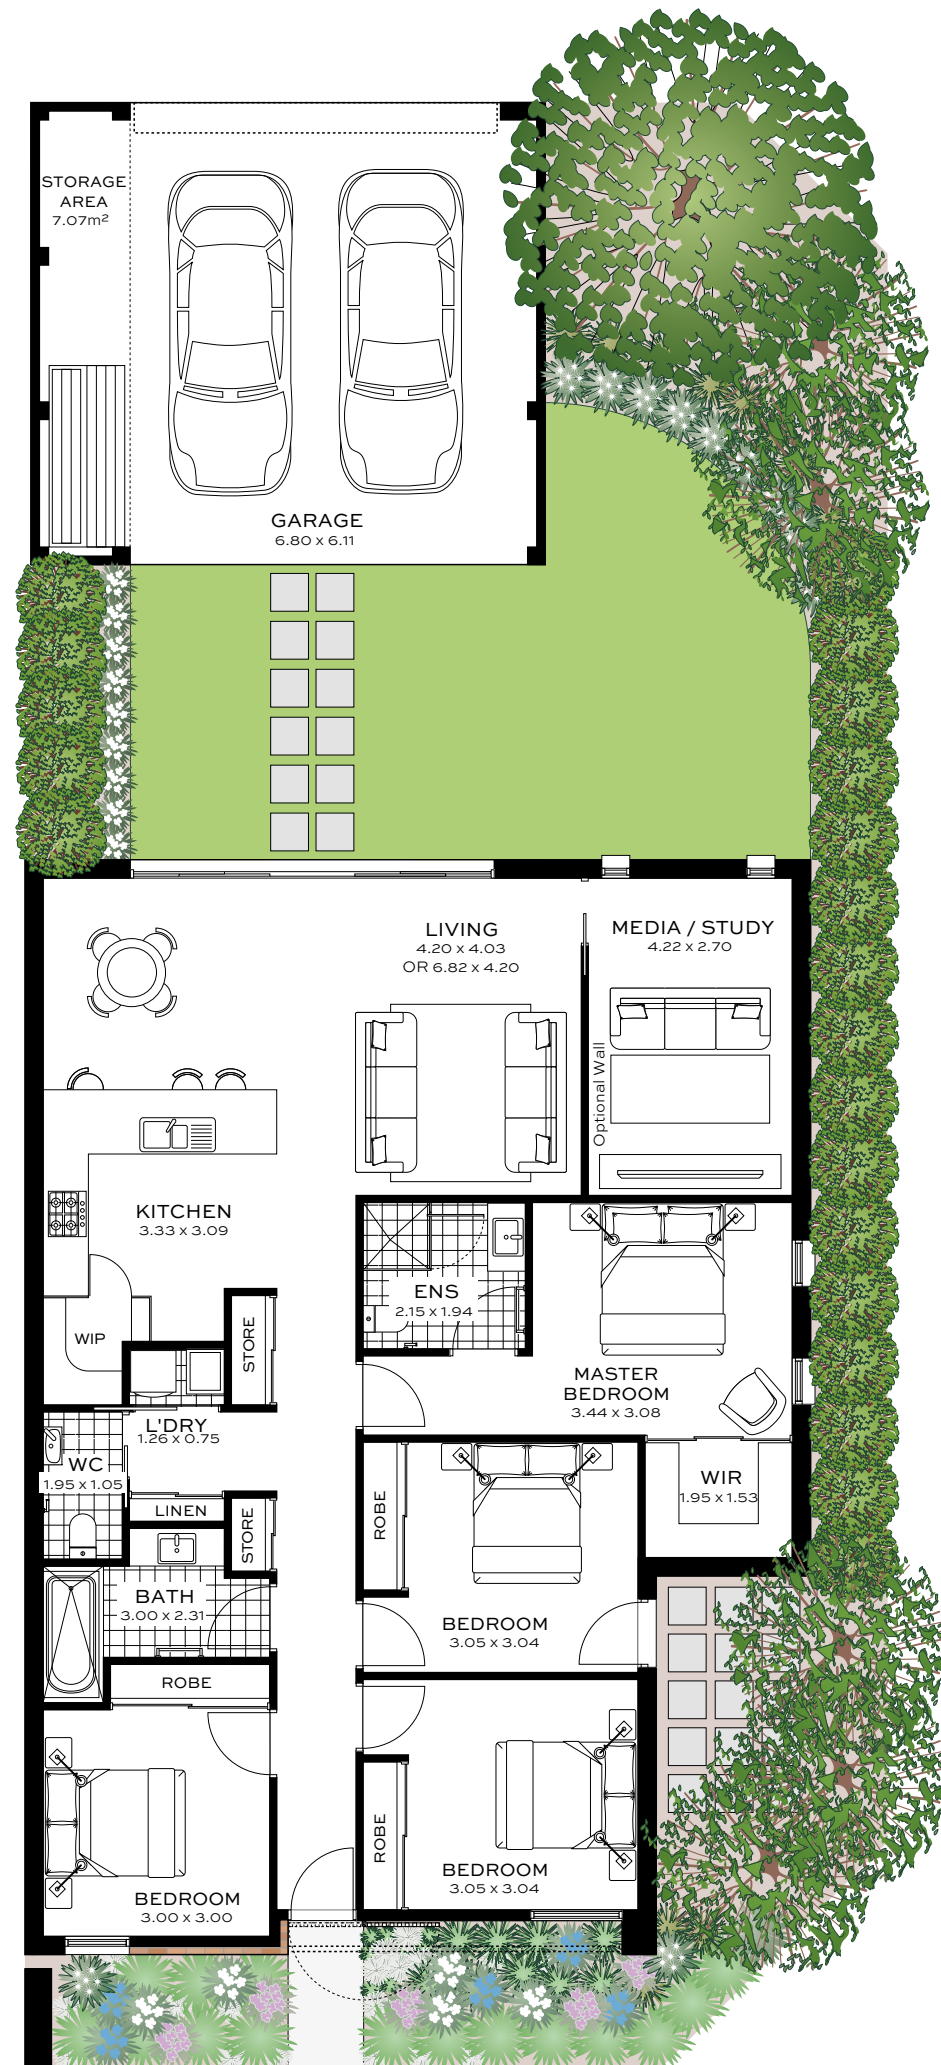 STORAGE
AREA
7.07m²
GARAGE
6.80 x 6.11
LIVING
4.20 x 4.03
OR 6.82 x 4.20
MEDIA / STUDY
4.22 x 2.70
Optional Wall
KITCHEN
3.33 x 3.09
WIP
STORE
ENS
2.15 x 1.94
MASTER
BEDROOM
3.44 x 3.08
L'DRY
1.26 x 0.75
WC
1.95 x 1.05
LINEN
STORE
ROBE
WIR
1.95 x 1.53
BATH
3.00 x 2.31
BEDROOM
3.05 x 3.04
ROBE
ROBE
BEDROOM
3.05 x 3.04
BEDROOM
3.00 x 3.00